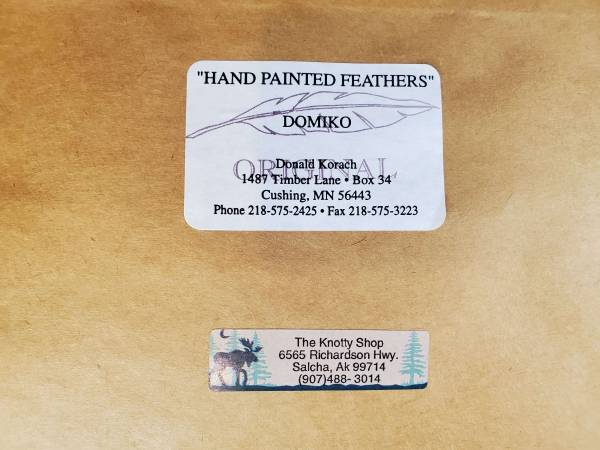 "HAND PAINTED FEATHERS"
DOMIKO
ORIGINAL
Donald Korach
1487 Timber Lane • Box 34
Cushing, MN 56443
Phone 218-575-2425 • Fax 218-575-3223
The Knotty Shop
6565 Richardson Hwy.
Salcha, Ak 99714
(907)488- 3014